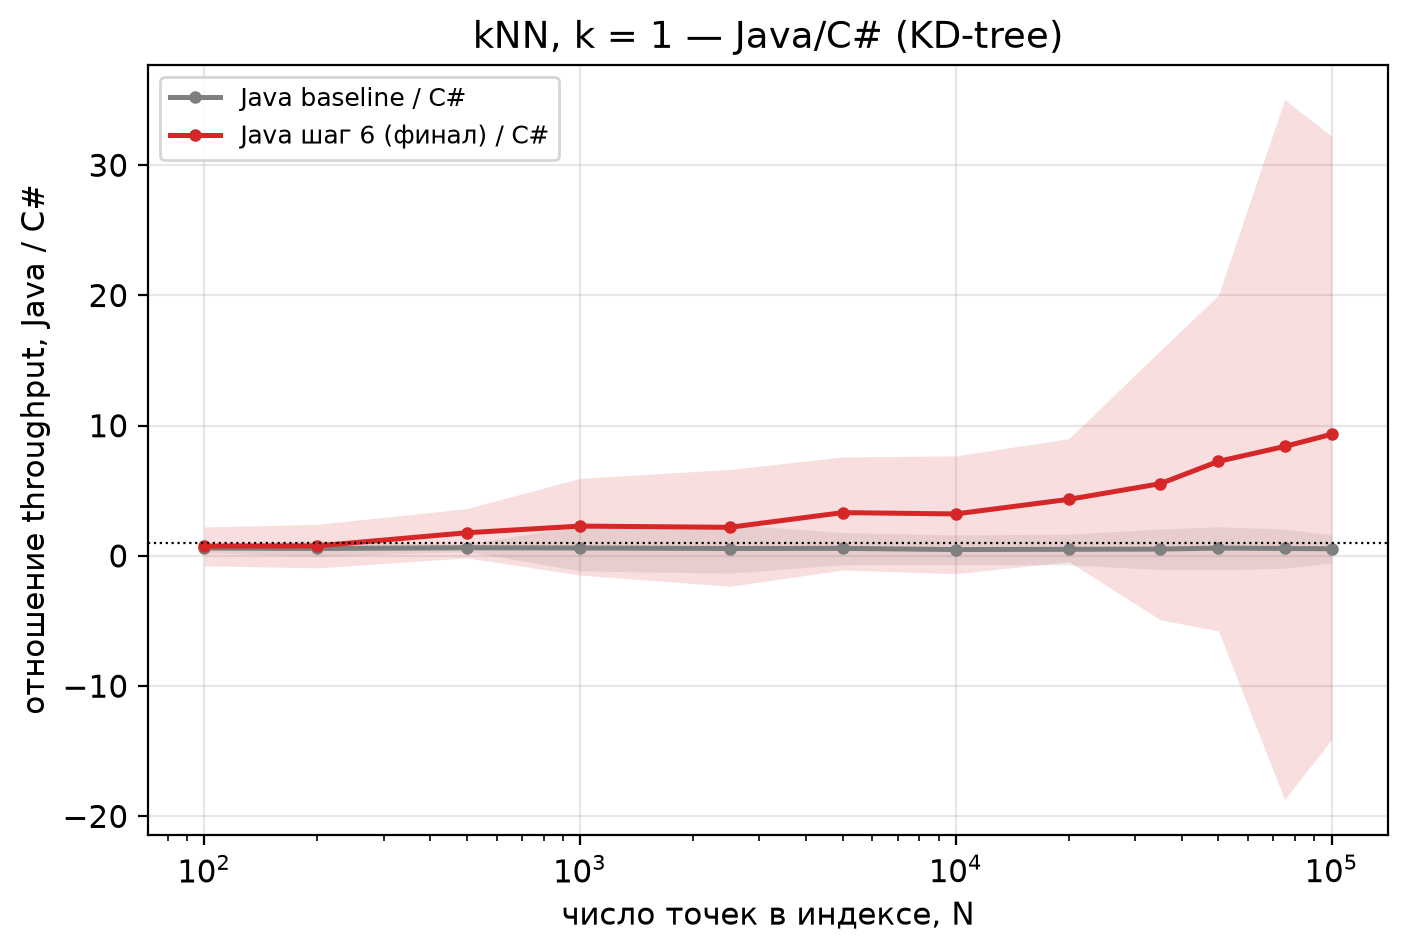 kNN, k = 1 — Java/C# (KD-tree)
Java baseline / C#
Java шаг 6 (финал) / C#
отношение throughput, Java / C#
30
20
10
0
−10
−20
10² 10³ 10⁴ 10⁵
число точек в индексе, N